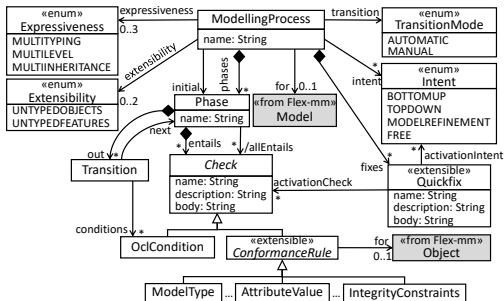 «enum»
Expressiveness
MULTITYPING
MULTILEVEL
MULTIINHERITANCE
expressiveness
0..3
ModellingProcess
name: String
transition
«enum»
TransitionMode
AUTOMATIC
MANUAL
«enum»
Extensibility
UNTYPEDOBJECTS
UNTYPEDFEATURES
extensibility
0..2
initial
phases
*
for
0..1
intent
*
«enum»
Intent
BOTTOMUP
TOPDOWN
MODELREFINEMENT
FREE
Phase
name: String
«from Flex-mm»
Model
out
*
next
*
entails
*
/allEntails
*
fixes
*
*
activationIntent
Transition
Check
name: String
description: String
body: String
activationCheck
*
«extensible»
Quickfix
name: String
description: String
body: String
conditions
*
OclCondition
«extensible»
ConformanceRule
for
0..1
«from Flex-mm»
Object
ModelType
...
AttributeValue
...
IntegrityConstraints